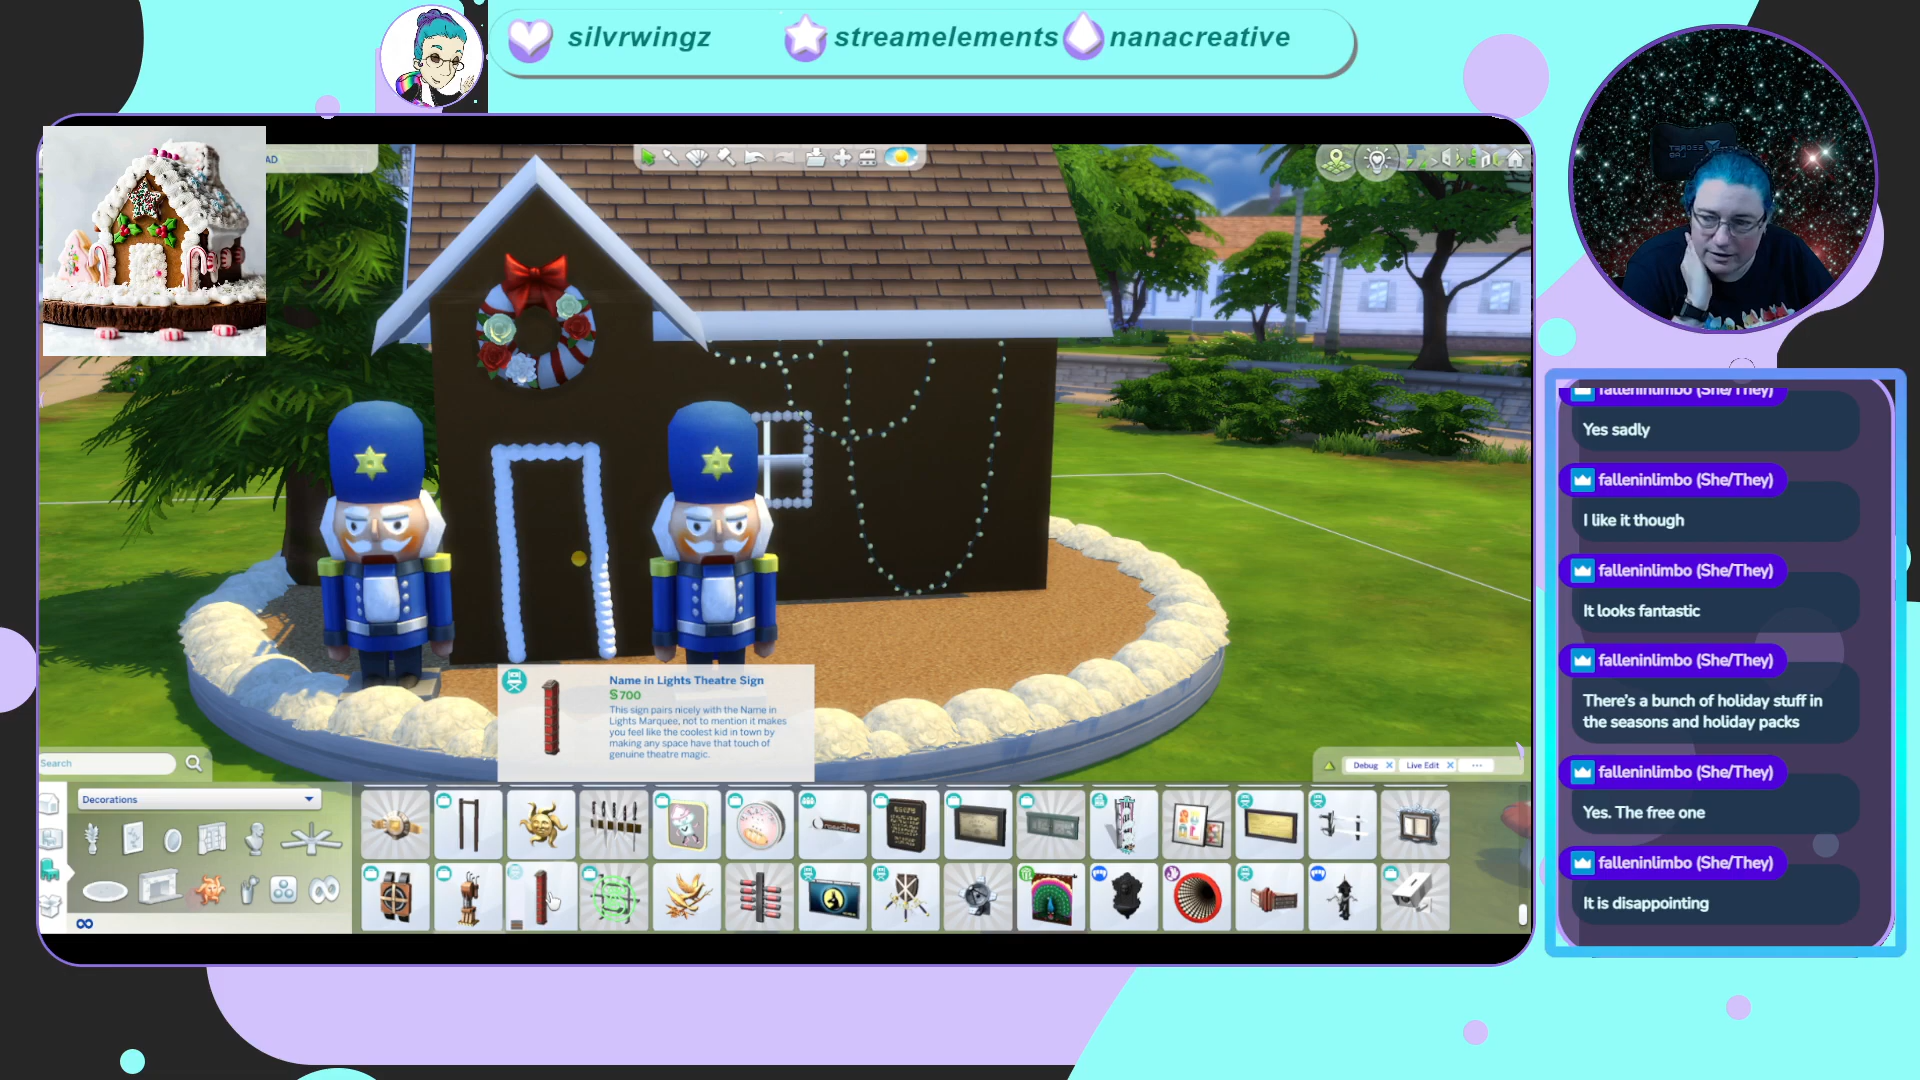 silvrwingz
streamelements
nanacreative
AD
Name in Lights Theatre Sign
§700
This sign pairs nicely with the Name in
Lights Marquee, not to mention it makes
you feel like the coolest kid in town by
making any space have that touch of
genuine theatre magic.
Search
Debug
Live Edit
...
Decorations
falleninlimbo (She/They)
Yes sadly
falleninlimbo (She/They)
I like it though
falleninlimbo (She/They)
It looks fantastic
falleninlimbo (She/They)
There's a bunch of holiday stuff in
the seasons and holiday packs
falleninlimbo (She/They)
Yes. The free one
falleninlimbo (She/They)
It is disappointing